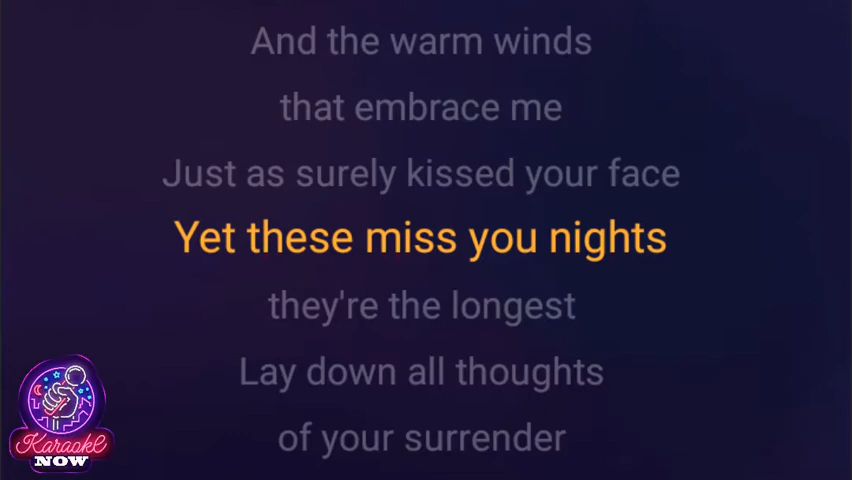 And the warm winds
that embrace me
Just as surely kissed your face
Yet these miss you nights
they're the longest
Lay down all thoughts
of your surrender
Karaoke
NOW